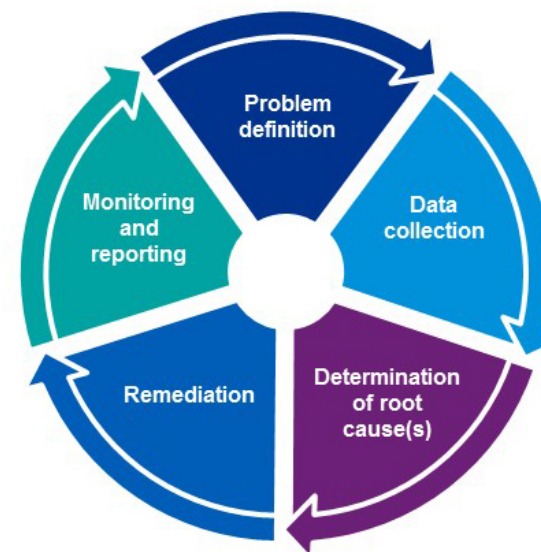 Problem
definition
Data
collection
Determination
of root
cause(s)
Remediation
Monitoring
and
reporting